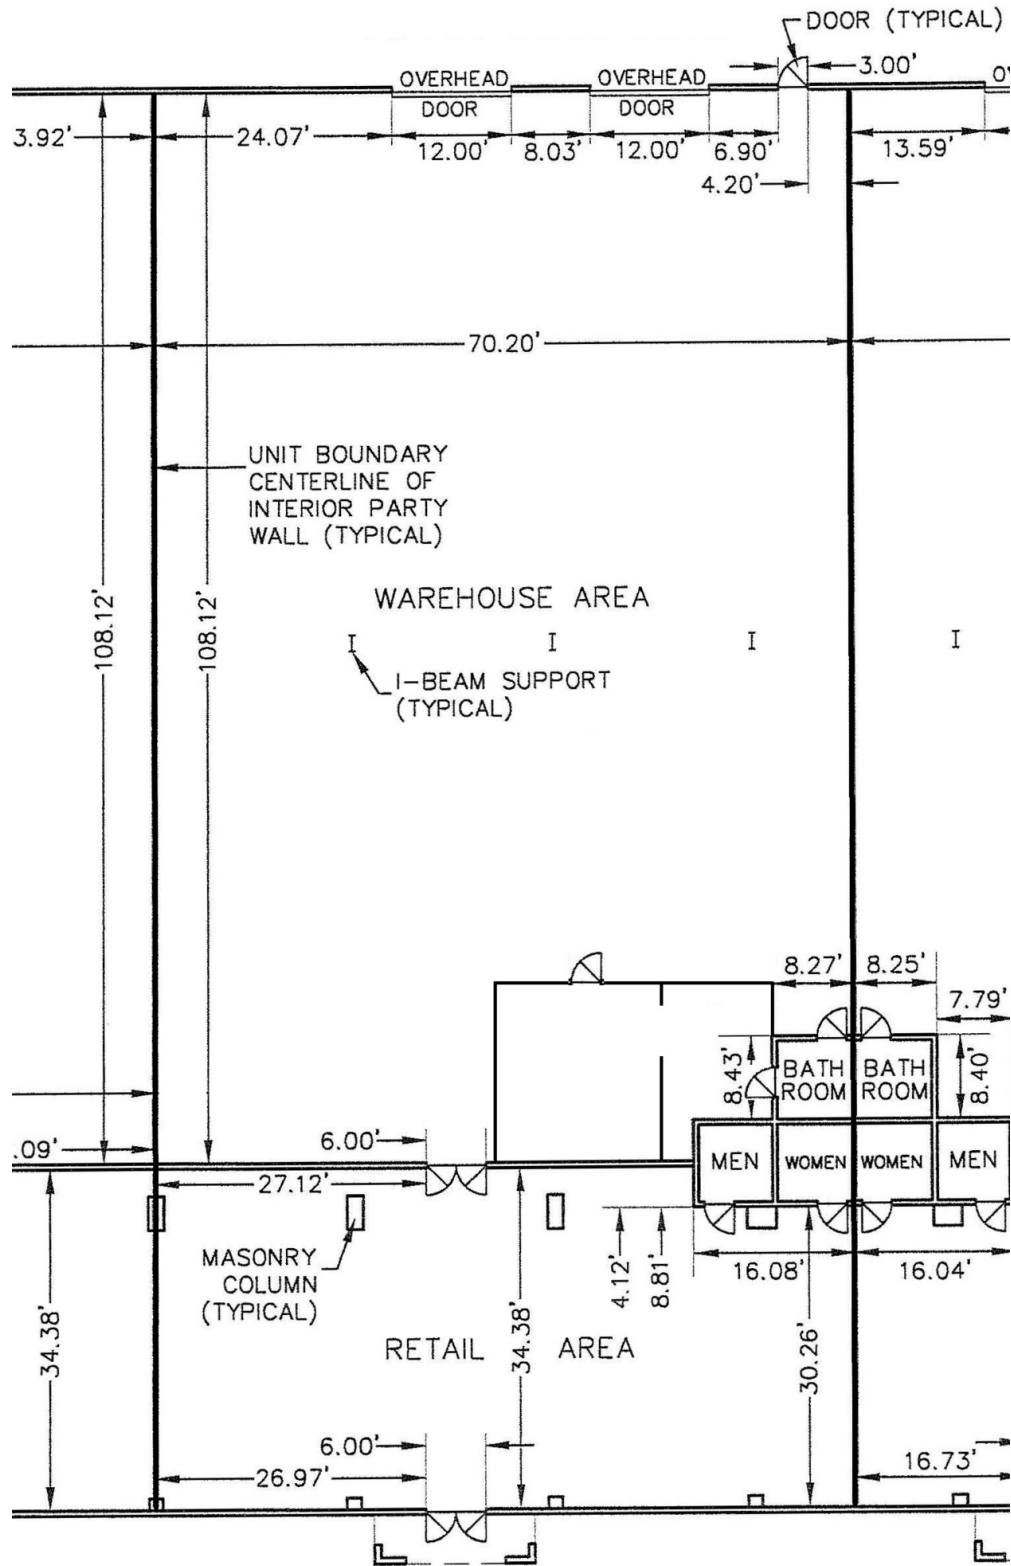 DOOR (TYPICAL)
3.00'
OVERHEAD
DOOR
OVERHEAD
DOOR
3.92'
24.07'
12.00'
8.03'
12.00'
6.90'
13.59'
4.20'
70.20'
UNIT BOUNDARY
CENTERLINE OF
INTERIOR PARTY
WALL (TYPICAL)
108.12'
108.12'
WAREHOUSE AREA
I-BEAM SUPPORT
(TYPICAL)
8.27'
8.25'
7.79'
8.43'
BATH
ROOM
BATH
ROOM
8.40'
.09'
6.00'
MEN
WOMEN
WOMEN
MEN
27.12'
MASONRY
COLUMN
(TYPICAL)
4.12'
8.81'
16.08'
16.04'
34.38'
34.38'
30.26'
RETAIL AREA
6.00'
26.97'
16.73'